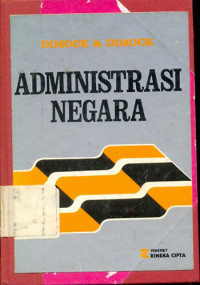 DIMOCK & DIMOCK
ADMINISTRASI
NEGARA
PENERBIT
RINEKA CIPTA